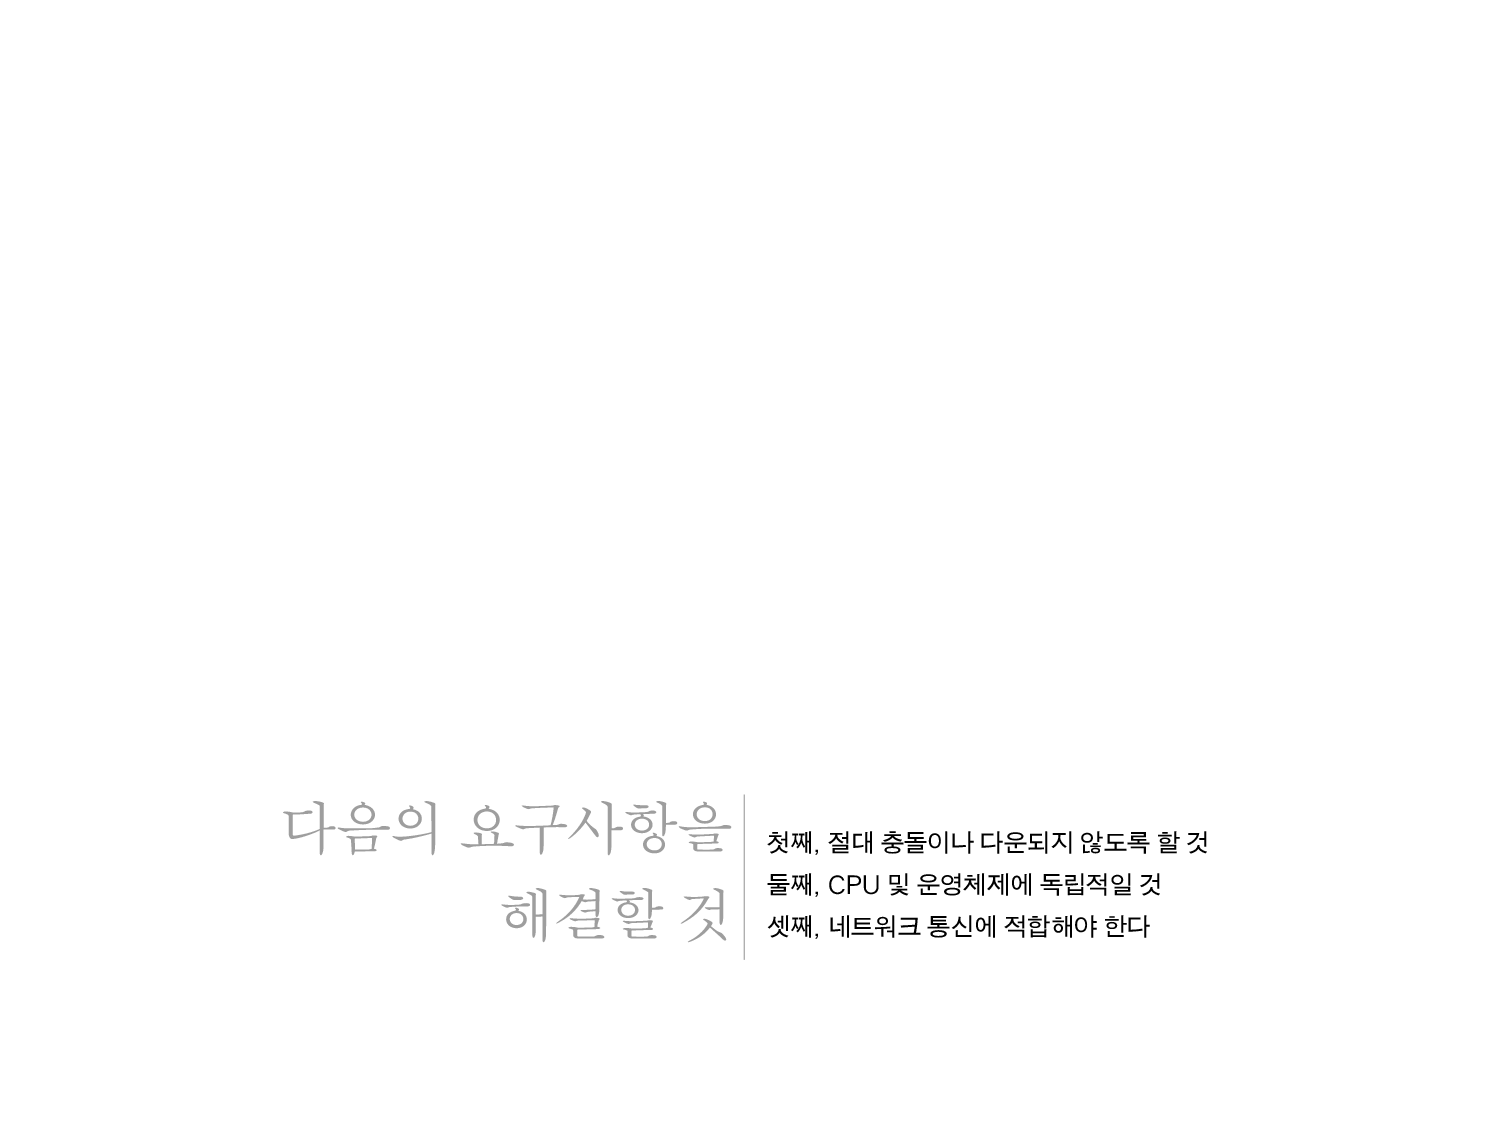 다음의 요구사항을
해결할 것
첫째, 절대 충돌이나 다운되지 않도록 할 것
둘째, CPU 및 운영체제에 독립적일 것
셋째, 네트워크 통신에 적합해야 한다